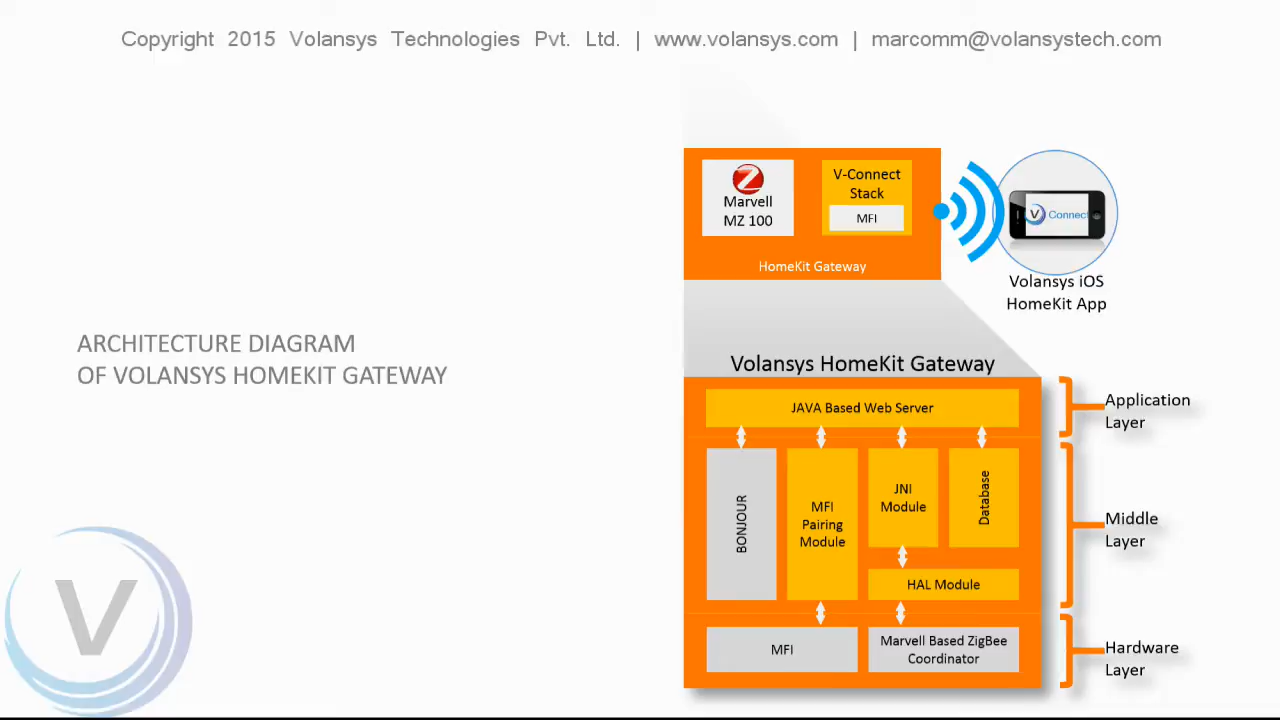 Copyright 2015 Volansys Technologies Pvt. Ltd. | www.volansys.com | marcomm@volansystech.com
Marvell
MZ 100
V-Connect
Stack
MFI
HomeKit Gateway
V Connect
Volansys iOS
HomeKit App
ARCHITECTURE DIAGRAM
OF VOLANSYS HOMEKIT GATEWAY
Volansys HomeKit Gateway
JAVA Based Web Server
Application
Layer
BONJOUR
MFI
Pairing
Module
JNI
Module
Database
HAL Module
Middle
Layer
MFI
Marvell Based ZigBee
Coordinator
Hardware
Layer
V